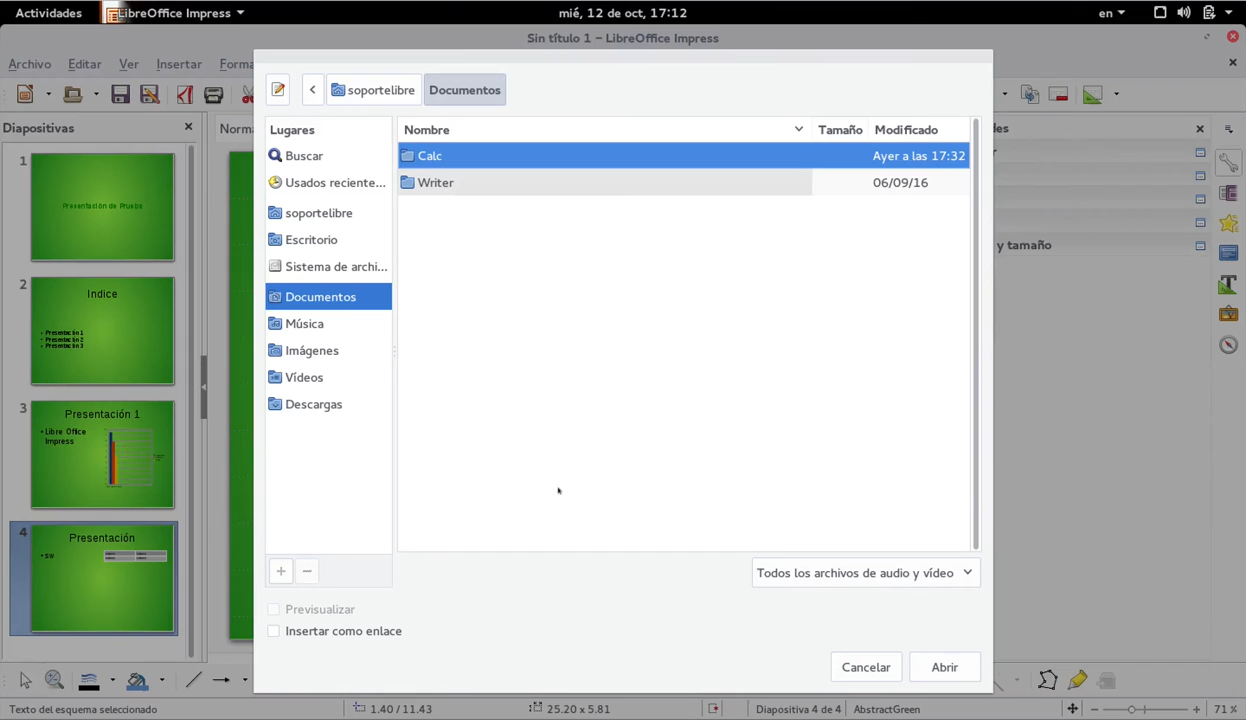 Actividades LibreOffice Impress mié, 12 de oct, 17:12 en
Sin título 1 – LibreOffice Impress
Archivo Editar Ver Insertar Forma
soportelibre Documentos
Diapositivas Norma des
Lugares Nombre Tamaño Modificado
Buscar Calc Ayer a las 17:32
Usados reciente... Writer 06/09/16
soportelibre
Escritorio
y tamaño
Sistema de archi...
Documentos
Música
Imágenes
Vídeos
Descargas
1
Presentación de Prueba
2
Indice
• Presentación 1
• Presentación 2
• Presentación 3
3
Presentación 1
• Libre Office
Impress
4
Presentación
• sw
Todos los archivos de audio y vídeo
Previsualizar
Insertar como enlace
Cancelar Abrir
Texto del esquema seleccionado 1.40 / 11.43 25.20 x 5.81 Diapositiva 4 de 4 AbstractGreen 71 %